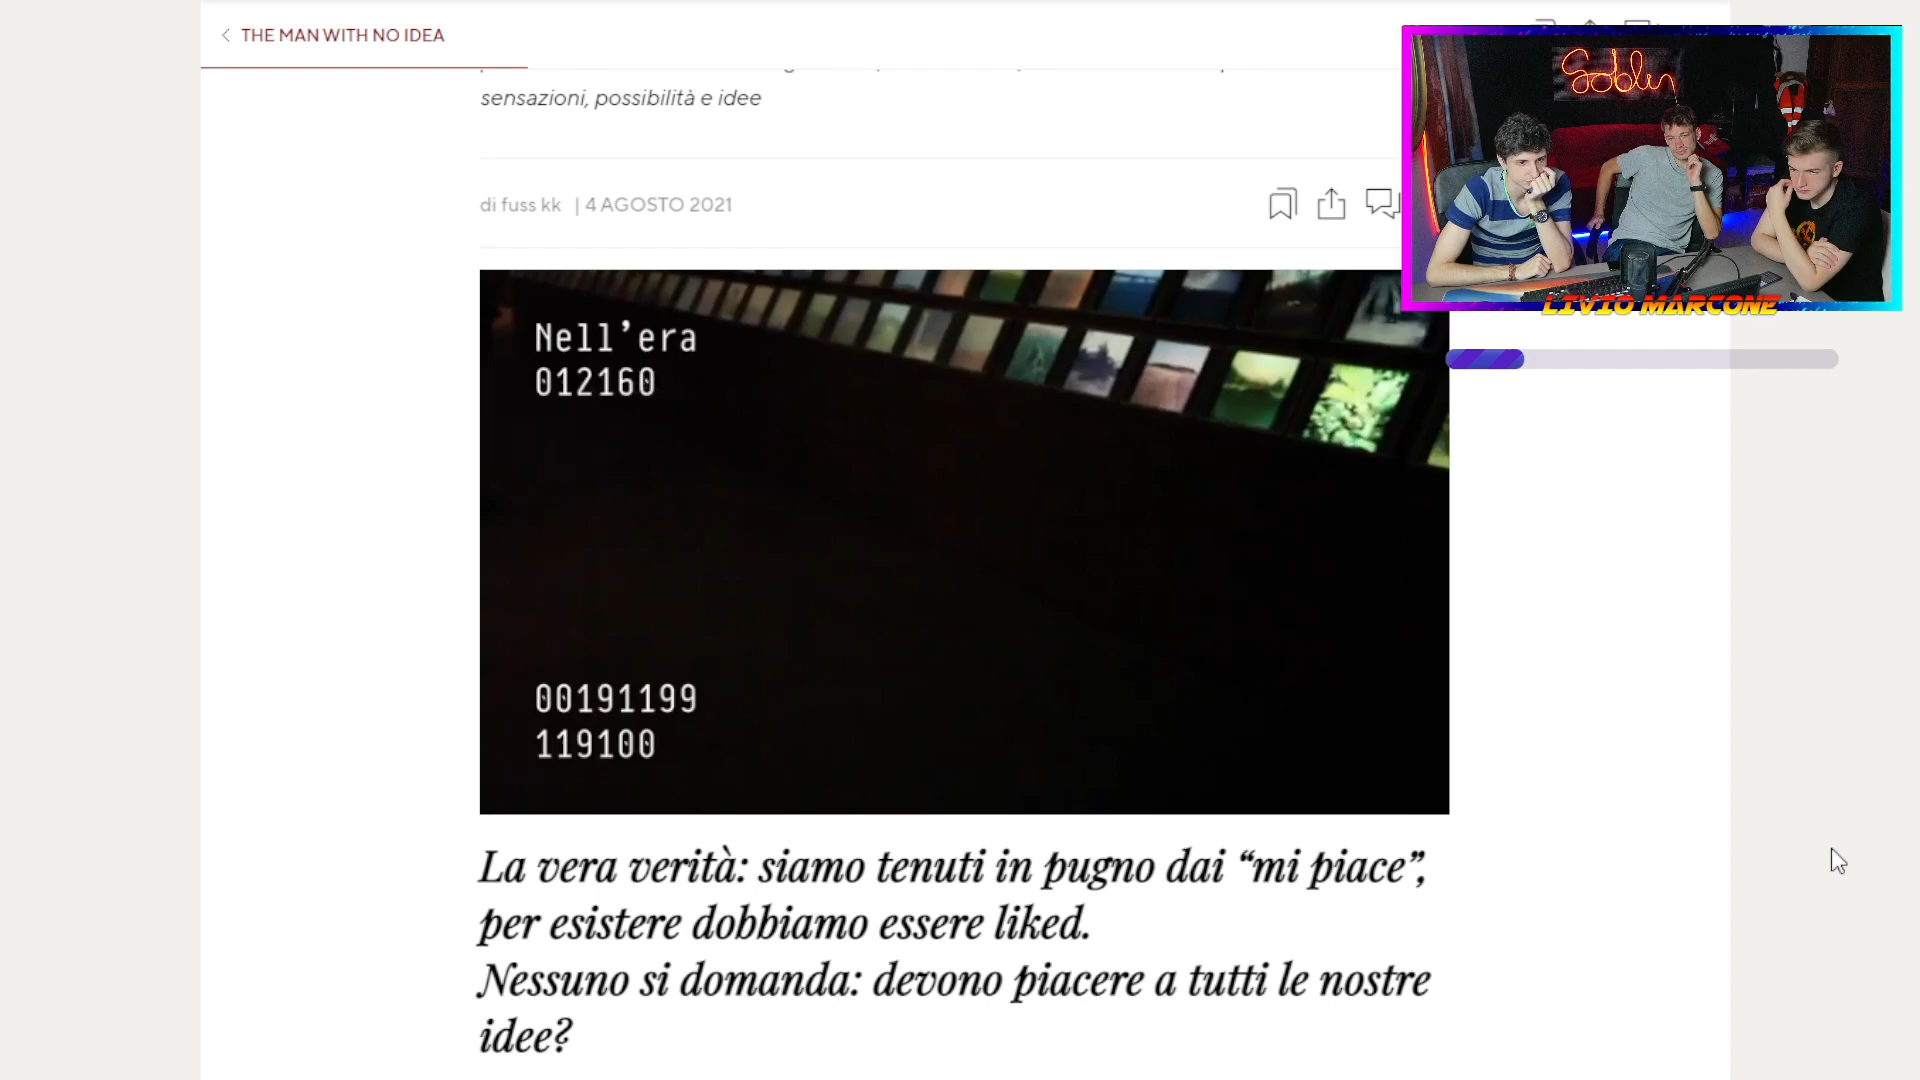 THE MAN WITH NO IDEA
sensazioni, possibilità e idee
di fuss kk | 4 AGOSTO 2021
Nell’era
012160
00191199
119100
La vera verità: siamo tenuti in pugno dai “mi piace”,
per esistere dobbiamo essere liked.
Nessuno si domanda: devono piacere a tutti le nostre
idee?
Goblin
LIVIO MARCONE